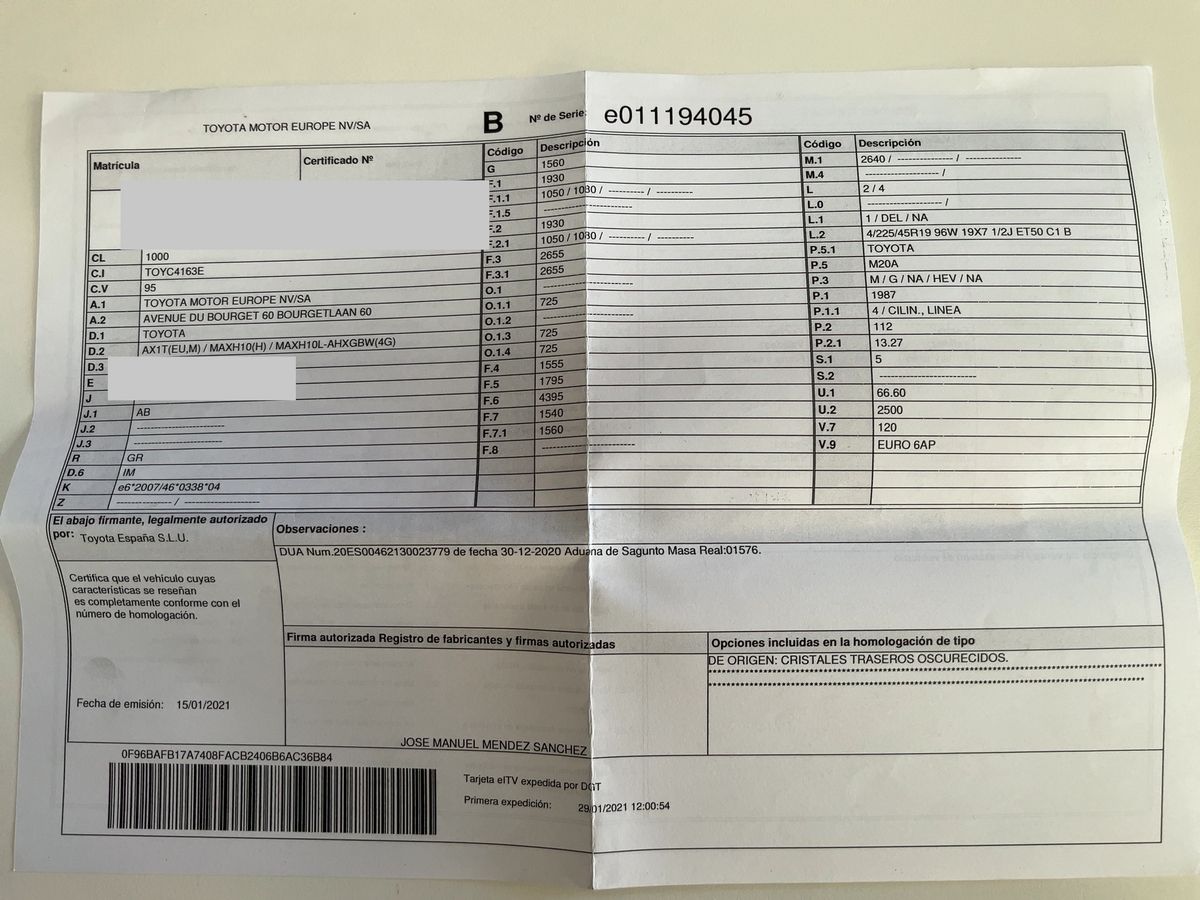 TOYOTA MOTOR EUROPE NV/SA B Nº de Serie: e011194045
Matrícula Certificado Nº
CL 1000
C.I TOYC4163E
C.V 95
A.1 TOYOTA MOTOR EUROPE NV/SA
A.2 AVENUE DU BOURGET 60 BOURGETLAAN 60
D.1 TOYOTA
D.2 AX1T(EU,M) / MAXH10(H) / MAXH10L-AHXGBW(4G)
D.3
E
J
J.1 AB
J.2 ------------------------
J.3 ------------------------
R GR
D.6 IM
K e6*2007/46*0338*04
Z --------------- / --------------------
Código Descripción
G 1560
F.1 1930
F.1.1 1050 / 1080 / ---------- / ----------
F.1.5 ------------------------
F.2 1930
F.2.1 1050 / 1080 / ---------- / ----------
F.3 2655
F.3.1 2655
O.1 ------------------------
O.1.1 725
O.1.2 ------------------------
O.1.3 725
O.1.4 725
F.4 1555
F.5 1795
F.6 4395
F.7 1540
F.7.1 1560
F.8 ------------------------
Código Descripción
M.1 2640 / --------------- / ---------------
M.4 -------------------- /
L 2 / 4
L.0 -------------------- /
L.1 1 / DEL / NA
L.2 4/225/45R19 96W 19X7 1/2J ET50 C1 B
P.5.1 TOYOTA
P.5 M20A
P.3 M / G / NA / HEV / NA
P.1 1987
P.1.1 4 / CILIN., LINEA
P.2 112
P.2.1 13.27
S.1 5
S.2 ------------------------
U.1 66.60
U.2 2500
V.7 120
V.9 EURO 6AP
El abajo firmante, legalmente autorizado
por: Toyota España S.L.U.
Certifica que el vehículo cuyas
características se reseñan
es completamente conforme con el
número de homologación.
Fecha de emisión: 15/01/2021
Observaciones :
DUA Num.20ES00462130023779 de fecha 30-12-2020 Aduana de Sagunto Masa Real:01576.
Firma autorizada Registro de fabricantes y firmas autorizadas
JOSE MANUEL MENDEZ SANCHEZ
Opciones incluidas en la homologación de tipo
DE ORIGEN: CRISTALES TRASEROS OSCURECIDOS.
0F96BAFB17A7408FACB2406B6AC36B84
Tarjeta eITV expedida por DGT
Primera expedición: 29/01/2021 12:00:54